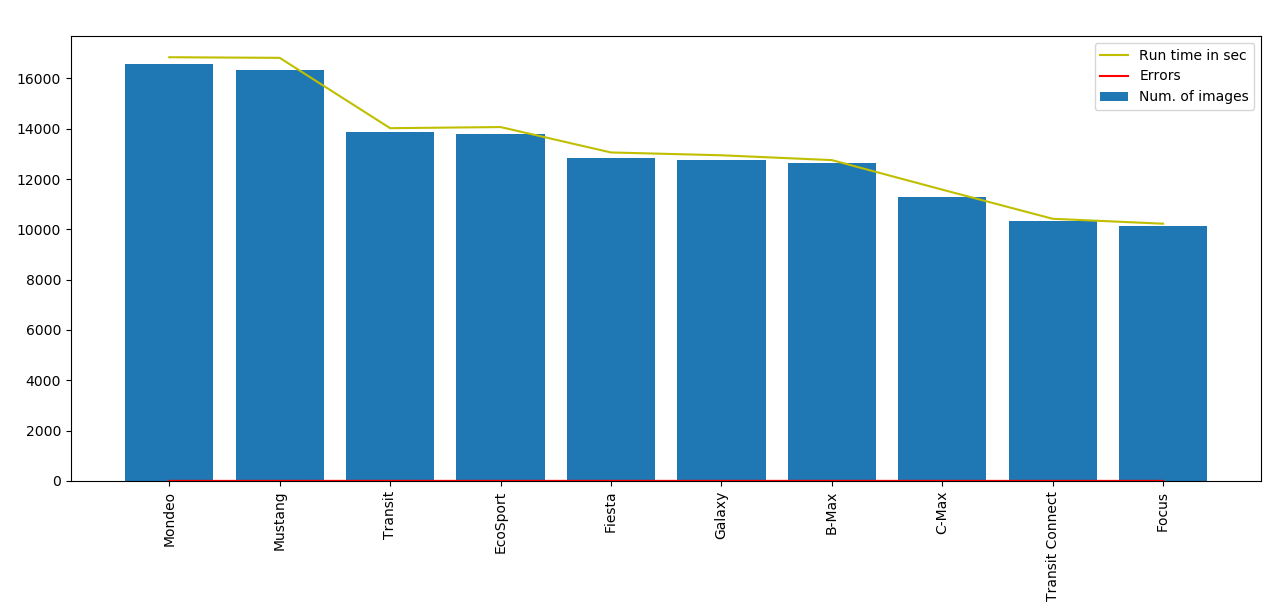 Run time in sec
Errors
Num. of images
16000
14000
12000
10000
8000
6000
4000
2000
0
Mondeo
Mustang
Transit
EcoSport
Fiesta
Galaxy
B-Max
C-Max
Transit Connect
Focus